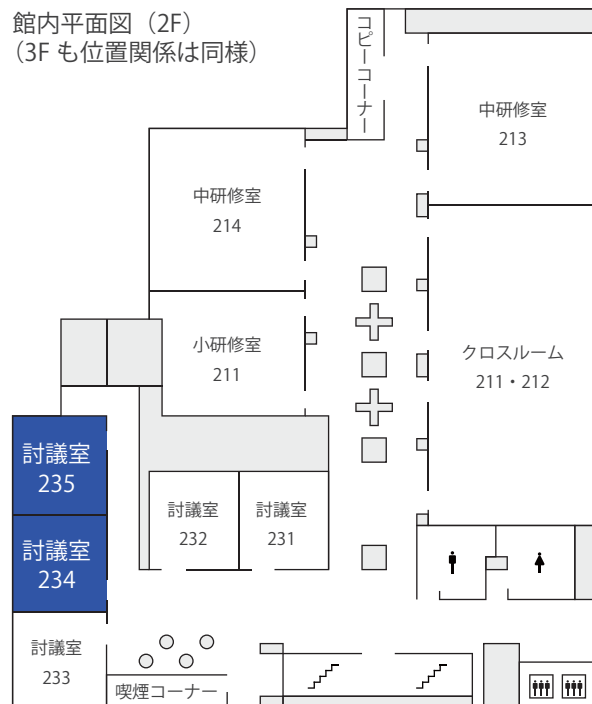 館内平面図（2F）
（3F も位置関係は同様）
コピーコーナー
中研修室
213
中研修室
214
小研修室
211
クロスルーム
211・212
討議室
235
討議室
232
討議室
231
討議室
234
討議室
233
喫煙コーナー